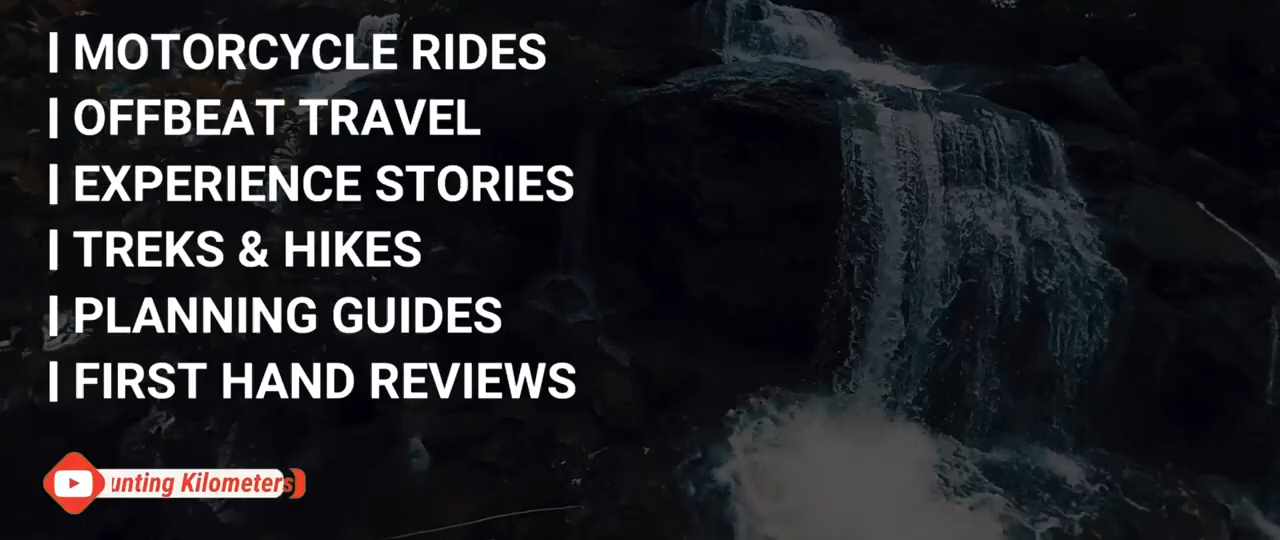 | MOTORCYCLE RIDES
| OFFBEAT TRAVEL
| EXPERIENCE STORIES
| TREKS & HIKES
| PLANNING GUIDES
| FIRST HAND REVIEWS
unting Kilometers